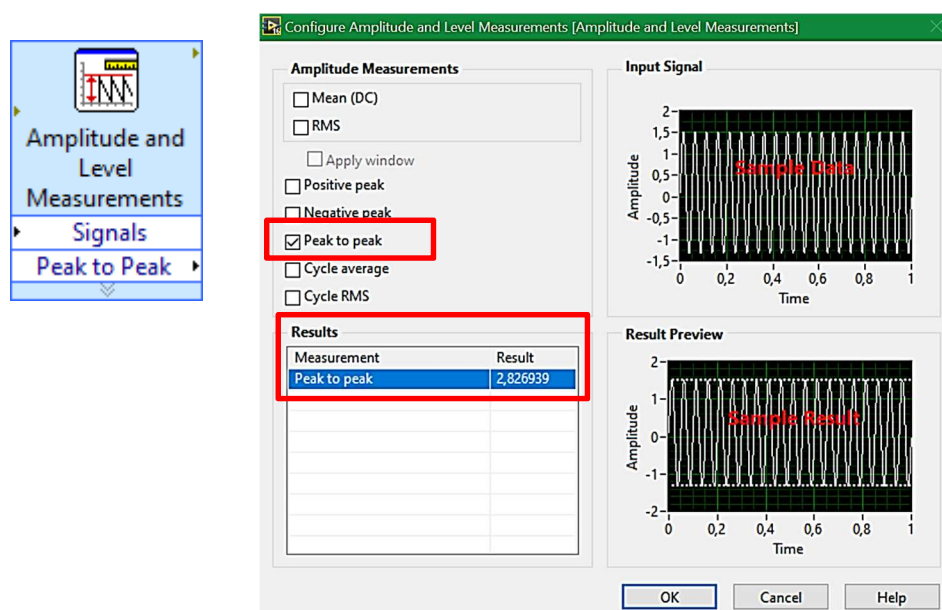 Amplitude and
Level
Measurements
Signals
Peak to Peak
Configure Amplitude and Level Measurements [Amplitude and Level Measurements]
Amplitude Measurements
Mean (DC)
RMS
Apply window
Positive peak
Negative peak
Peak to peak
Cycle average
Cycle RMS
Results
Measurement Result
Peak to peak 2,826939
Input Signal
Amplitude
2
1,5
1
0,5
0
-0,5
-1
-1,5
Sample Data
0 0,2 0,4 0,6 0,8 1
Time
Result Preview
Amplitude
2
1
0
-1
-2
Sample Result
0 0,2 0,4 0,6 0,8 1
Time
OK Cancel Help